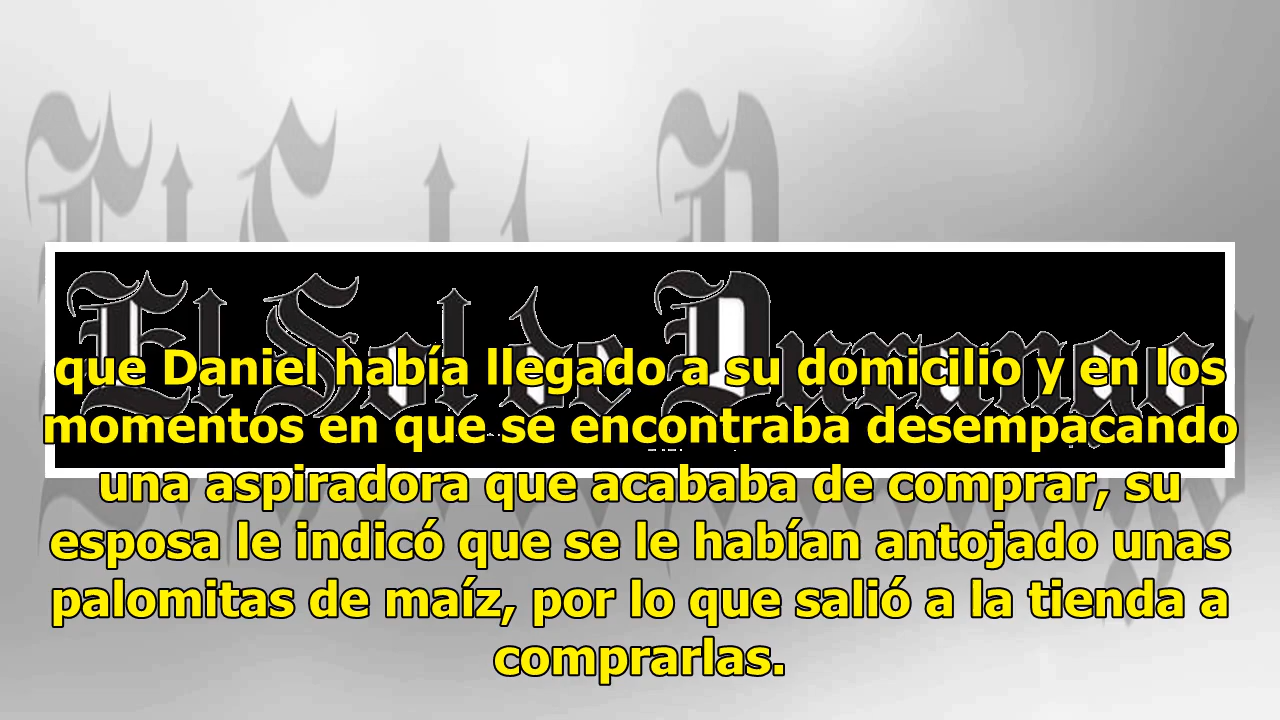 El Sol de Durango
que Daniel había llegado a su domicilio y en los
momentos en que se encontraba desempacando
una aspiradora que acababa de comprar, su
esposa le indicó que se le habían antojado unas
palomitas de maíz, por lo que salió a la tienda a
comprarlas.